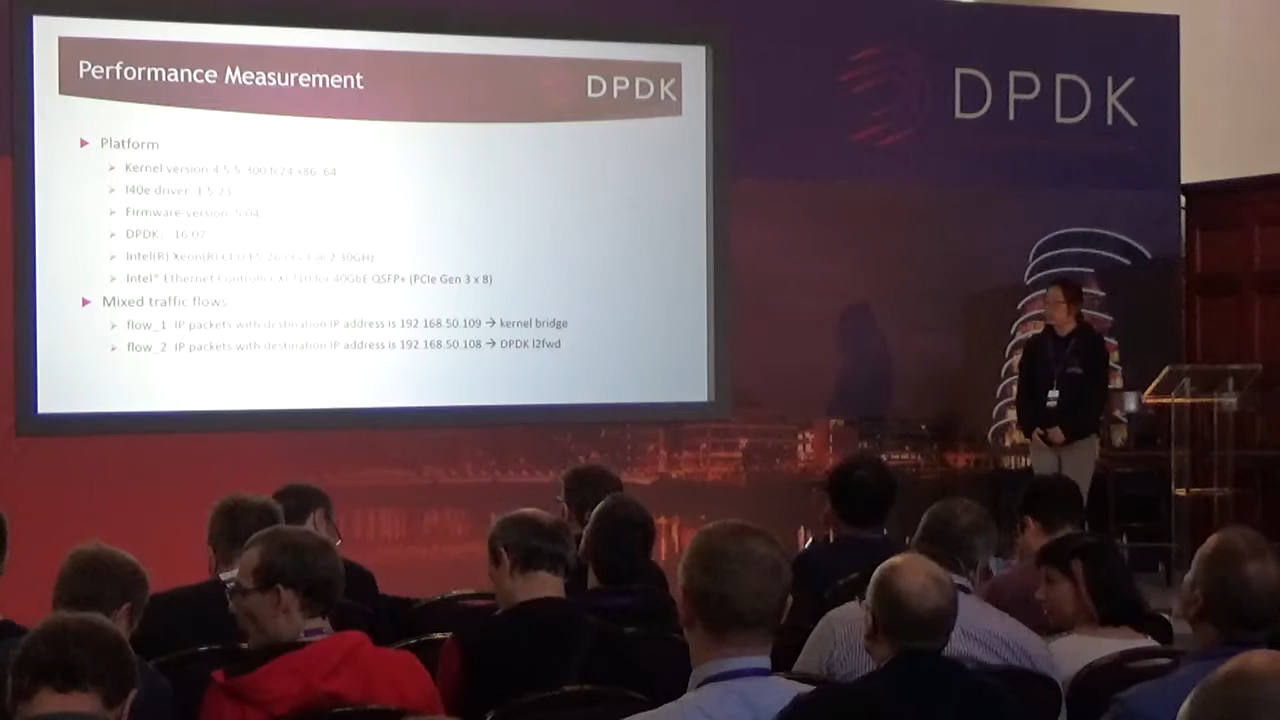 Performance Measurement
DPDK
DPDK
Platform
Kernel version 4.5.5-300.fc24.x86_64
I40e driver: 1.5.23
Firmware-version: 5.04
DPDK: 16.07
Intel(R) Xeon(R) CPU @ 2.30GHz
Intel® Ethernet Controller XL710 for 40GbE QSFP+ (PCIe Gen 3 x 8)
Mixed traffic flows
flow_1 IP packets with destination IP address is 192.168.50.109 → kernel bridge
flow_2 IP packets with destination IP address is 192.168.50.108 → DPDK l2fwd